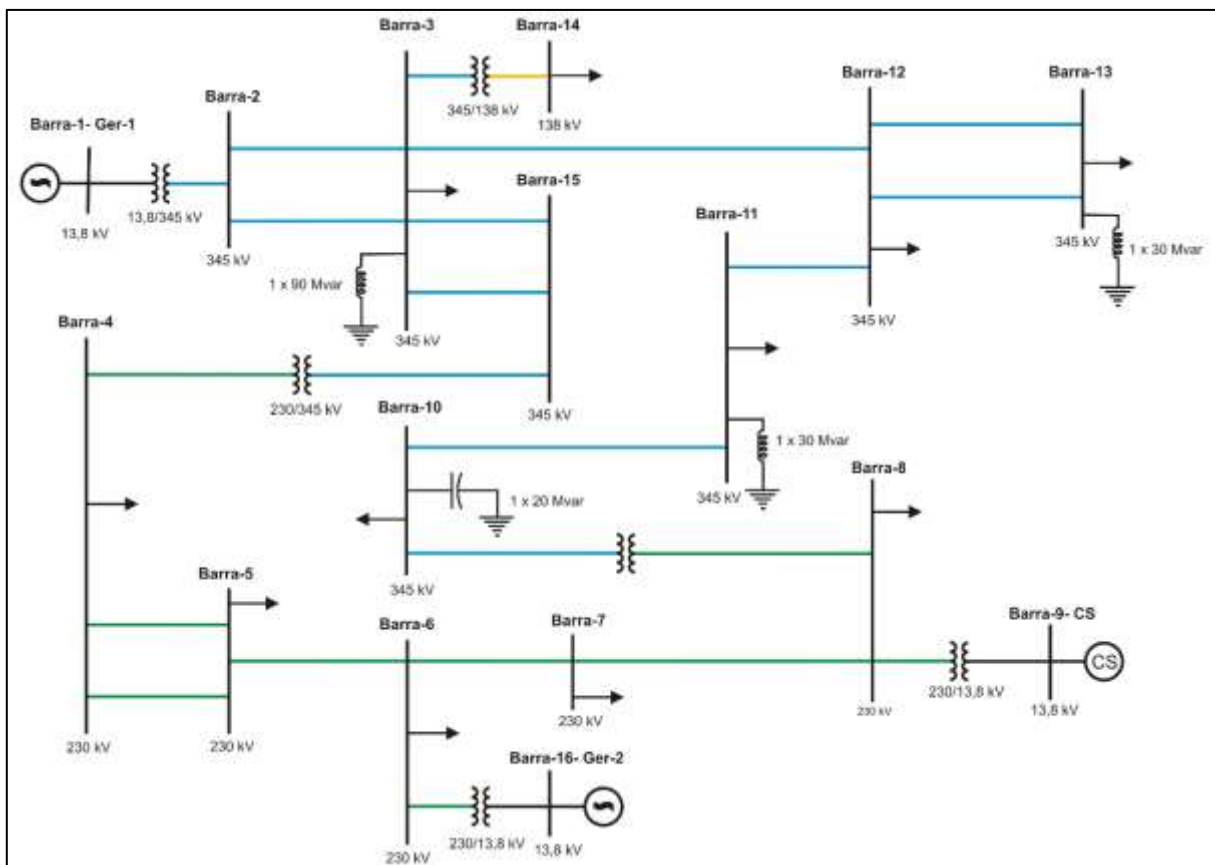 Barra-3
Barra-14
Barra-12
Barra-13
Barra-2
345/138 kV
138 kV
Barra-1- Ger-1
Barra-15
Barra-11
13,8/345 kV
13,8 kV
345 kV
345 kV
1 x 30 Mvar
1 x 90 Mvar
345 kV
Barra-4
345 kV
230/345 kV
345 kV
Barra-10
1 x 30 Mvar
Barra-8
345 kV
1 x 20 Mvar
Barra-5
345 kV
Barra-6
Barra-7
Barra-9- CS
CS
230/13,8 kV
13,8 kV
230 kV
230 kV
230 kV
230 kV
Barra-16- Ger-2
230/13,8 kV
13,8 kV
230 kV